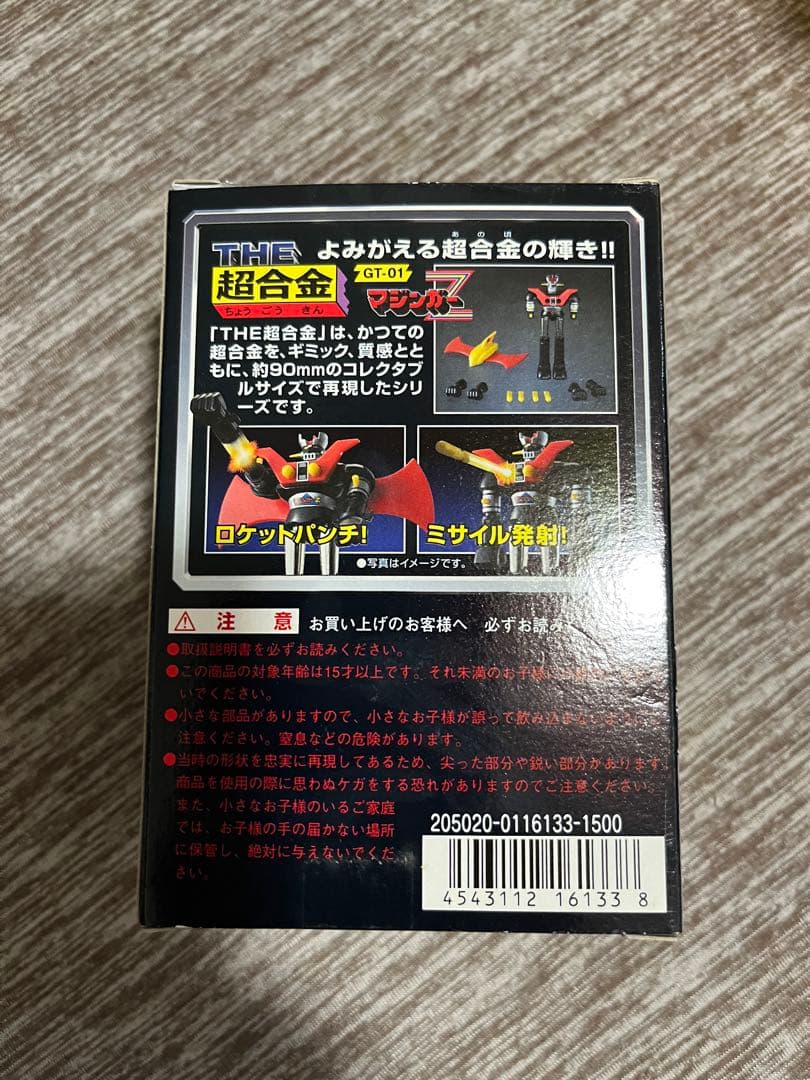 あの頃
よみがえる超合金の輝き!!
THE
超合金
ちょう ごう きん
GT-01
マジンガーZ
「THE超合金」は、かつての
超合金を、ギミック、質感とと
もに、約90mmのコレクタブ
ルサイズで再現したシリ
ーズです。
ロケットパンチ!
ミサイル発射!
●写真はイメージです。
⚠ 注 意 お買い上げのお客様へ 必ずお読み
●取扱説明書を必ずお読みください。
●この商品の対象年齢は15才以上です。それ未満のお子様に
いでください。
●小さな部品がありますので、小さなお子様が誤って飲み込まないように
注意ください。窒息などの危険があります。
●当時の形状を忠実に再現してあるため、尖った部分や鋭い部分があります。
商品を使用の際に思わぬケガをする恐れがありますのでご注意ください。
また、小さなお子様のいるご家庭
では、お子様の手の届かない場所
に保管し、絶対に与えないでくだ
さい。
205020-0116133-1500
4543112 161338